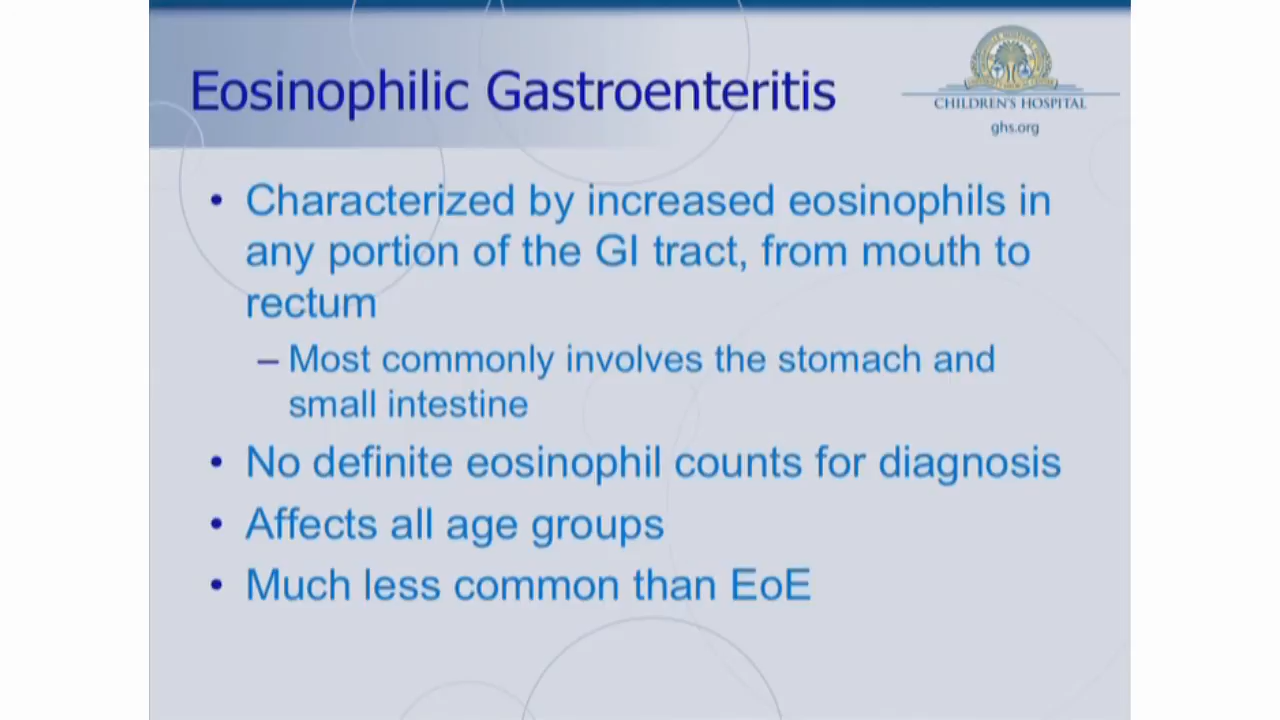 Eosinophilic Gastroenteritis
CHILDREN'S HOSPITAL
ghs.org
• Characterized by increased eosinophils in
any portion of the GI tract, from mouth to
rectum
– Most commonly involves the stomach and
small intestine
• No definite eosinophil counts for diagnosis
• Affects all age groups
• Much less common than EoE